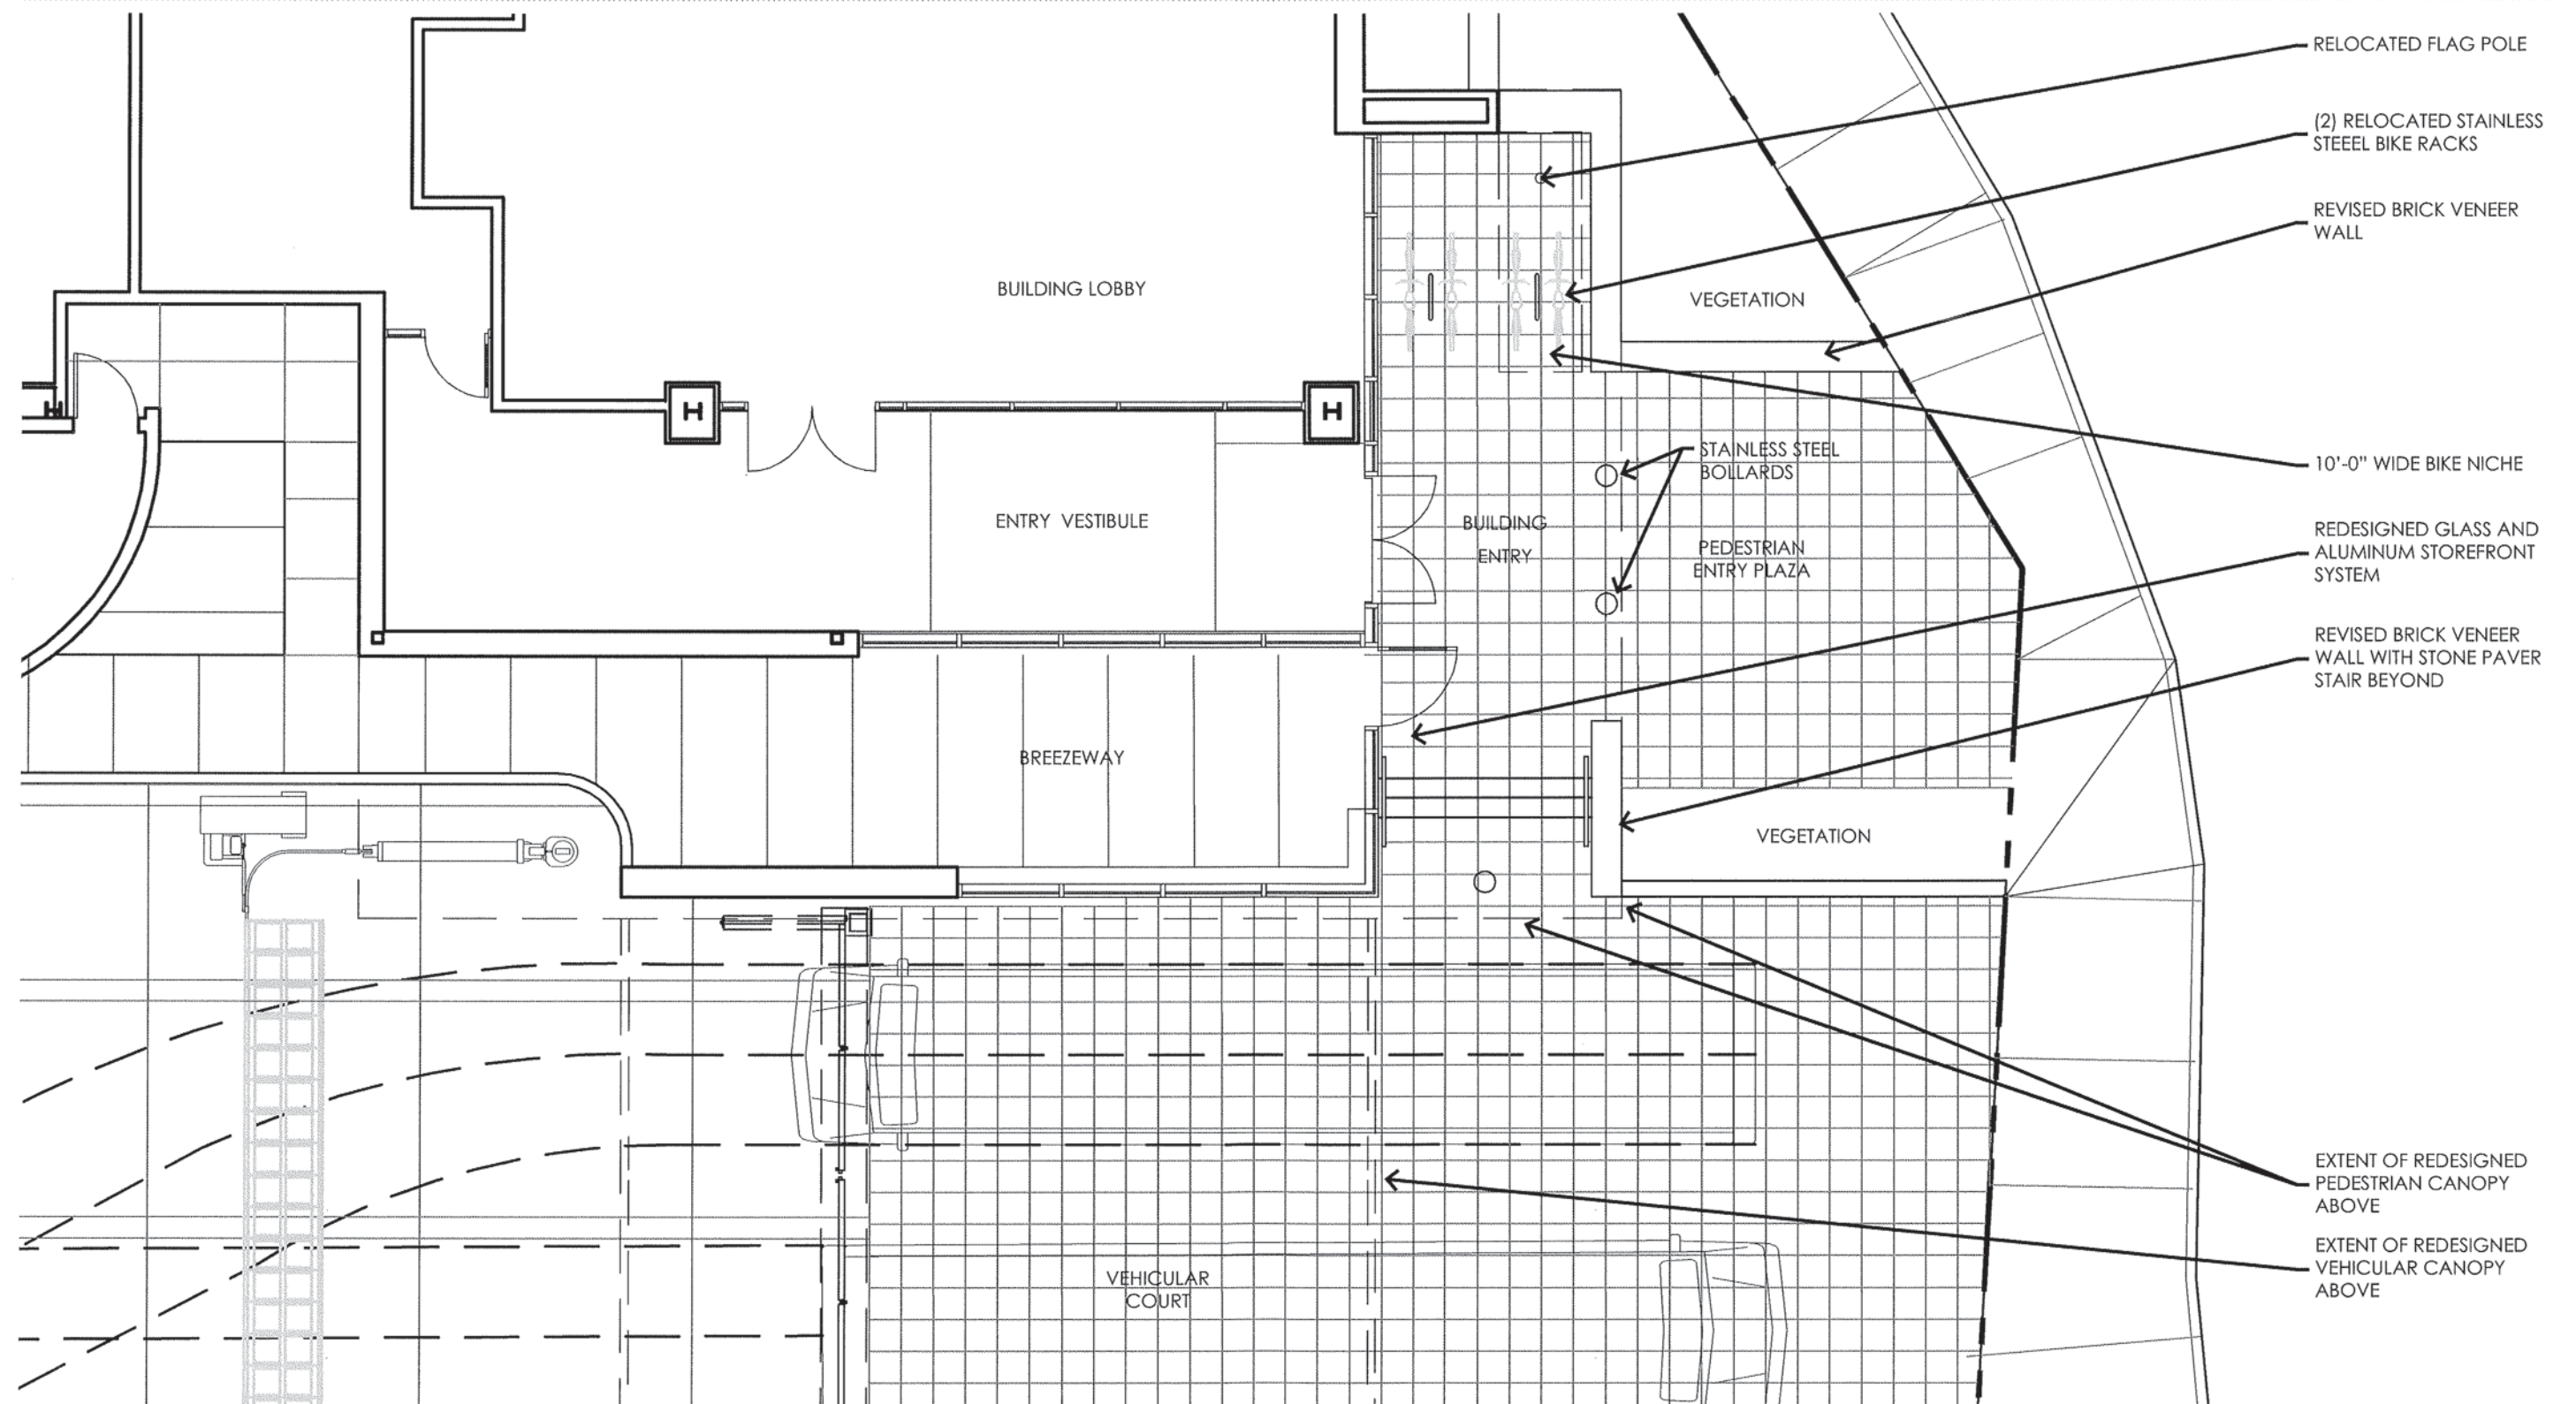 RELOCATED FLAG POLE
(2) RELOCATED STAINLESS
STEEEL BIKE RACKS
REVISED BRICK VENEER
WALL
BUILDING LOBBY
VEGETATION
H
H
H
STAINLESS STEEL
BOLLARDS
10'-0" WIDE BIKE NICHE
ENTRY VESTIBULE
BUILDING
ENTRY
PEDESTRIAN
ENTRY PLAZA
REDESIGNED GLASS AND
ALUMINUM STOREFRONT
SYSTEM
REVISED BRICK VENEER
WALL WITH STONE PAVER
STAIR BEYOND
BREEZEWAY
VEGETATION
EXTENT OF REDESIGNED
PEDESTRIAN CANOPY
ABOVE
EXTENT OF REDESIGNED
VEHICULAR CANOPY
ABOVE
VEHICULAR
COURT